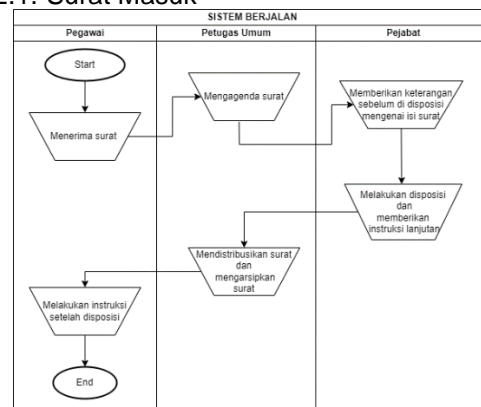 2.1. Surat Masuk
SISTEM BERJALAN
Pegawai
Petugas Umum
Pejabat
Start
Menerima surat
Mengagenda surat
Memberikan keterangan
sebelum di disposisi
mengenai isi surat
Melakukan disposisi
dan
memberikan
instruksi lanjutan
Mendistribusikan surat
dan
mengarsipkan
surat
Melakukan instruksi
setelah disposisi
End